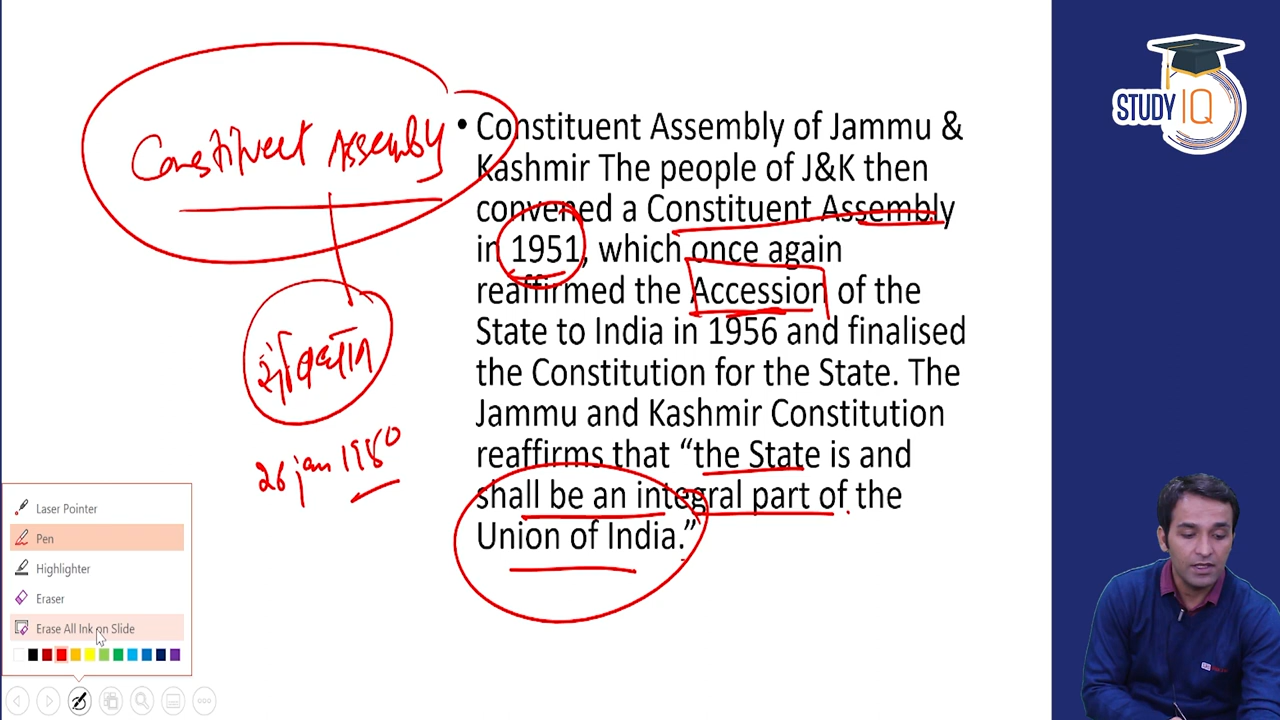 Constituent Assembly
संविधान
26 jan 1950
• Constituent Assembly of Jammu &
Kashmir The people of J&K then
convened a Constituent Assembly
in 1951, which once again
reaffirmed the Accession of the
State to India in 1956 and finalised
the Constitution for the State. The
Jammu and Kashmir Constitution
reaffirms that “the State is and
shall be an integral part of the
Union of India.”
STUDY IQ
Laser Pointer
Pen
Highlighter
Eraser
Erase All Ink on Slide